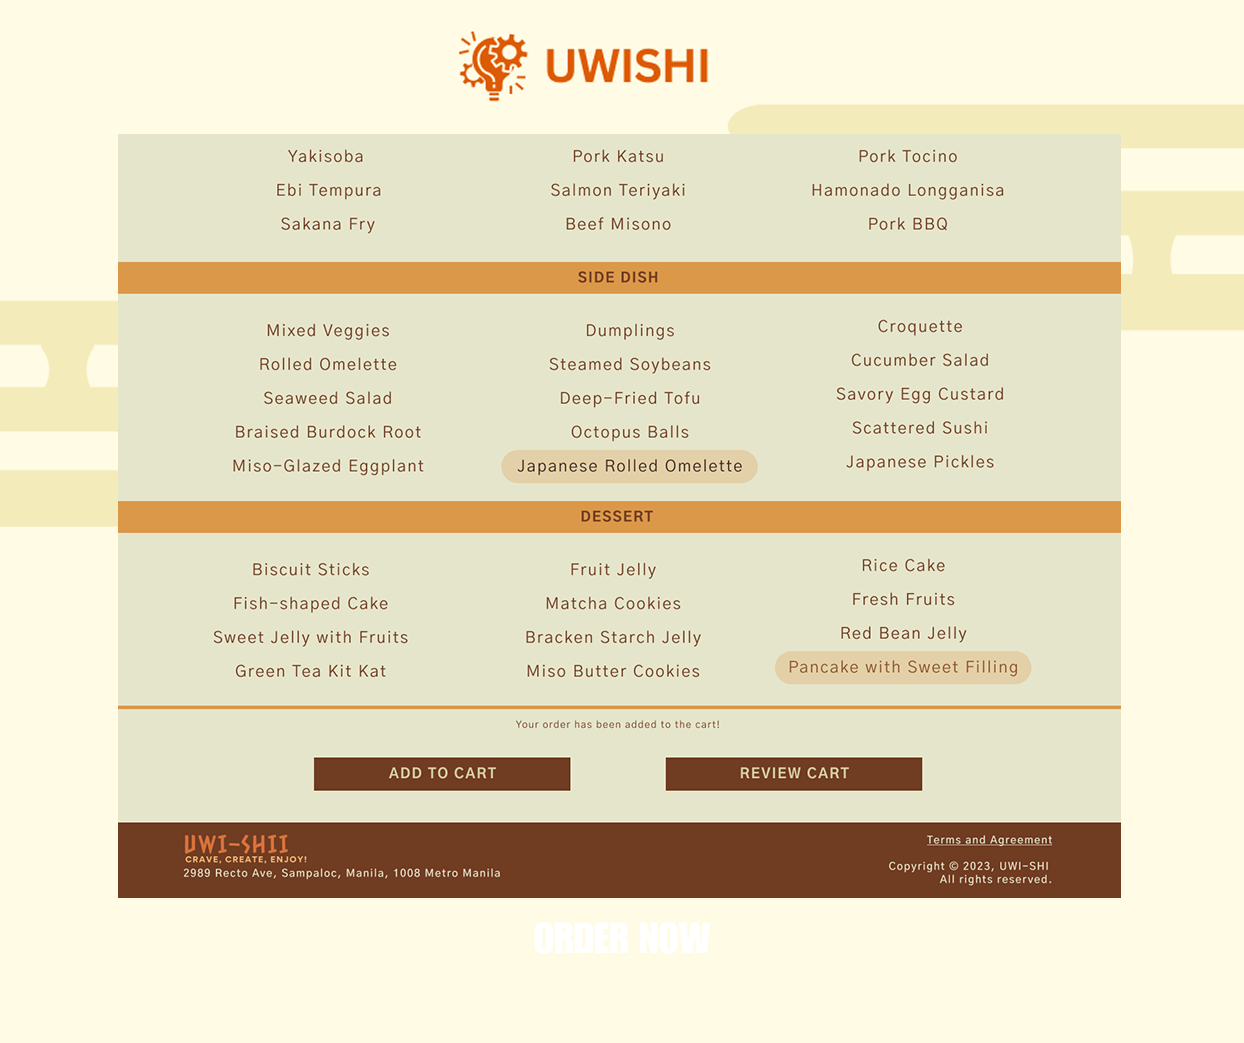 UWISHI
Yakisoba Pork Katsu Pork Tocino
Ebi Tempura Salmon Teriyaki Hamonado Longganisa
Sakana Fry Beef Misono Pork BBQ
SIDE DISH
Mixed Veggies Dumplings Croquette
Rolled Omelette Steamed Soybeans Cucumber Salad
Seaweed Salad Deep-Fried Tofu Savory Egg Custard
Braised Burdock Root Octopus Balls Scattered Sushi
Miso-Glazed Eggplant Japanese Rolled Omelette Japanese Pickles
DESSERT
Biscuit Sticks Fruit Jelly Rice Cake
Fish-shaped Cake Matcha Cookies Fresh Fruits
Sweet Jelly with Fruits Bracken Starch Jelly Red Bean Jelly
Green Tea Kit Kat Miso Butter Cookies Pancake with Sweet Filling
Your order has been added to the cart!
ADD TO CART REVIEW CART
UWI-SHII
CRAVE, CREATE, ENJOY!
2989 Recto Ave, Sampaloc, Manila, 1008 Metro Manila
Terms and Agreement
Copyright © 2023, UWI-SHI
All rights reserved.
ORDER NOW